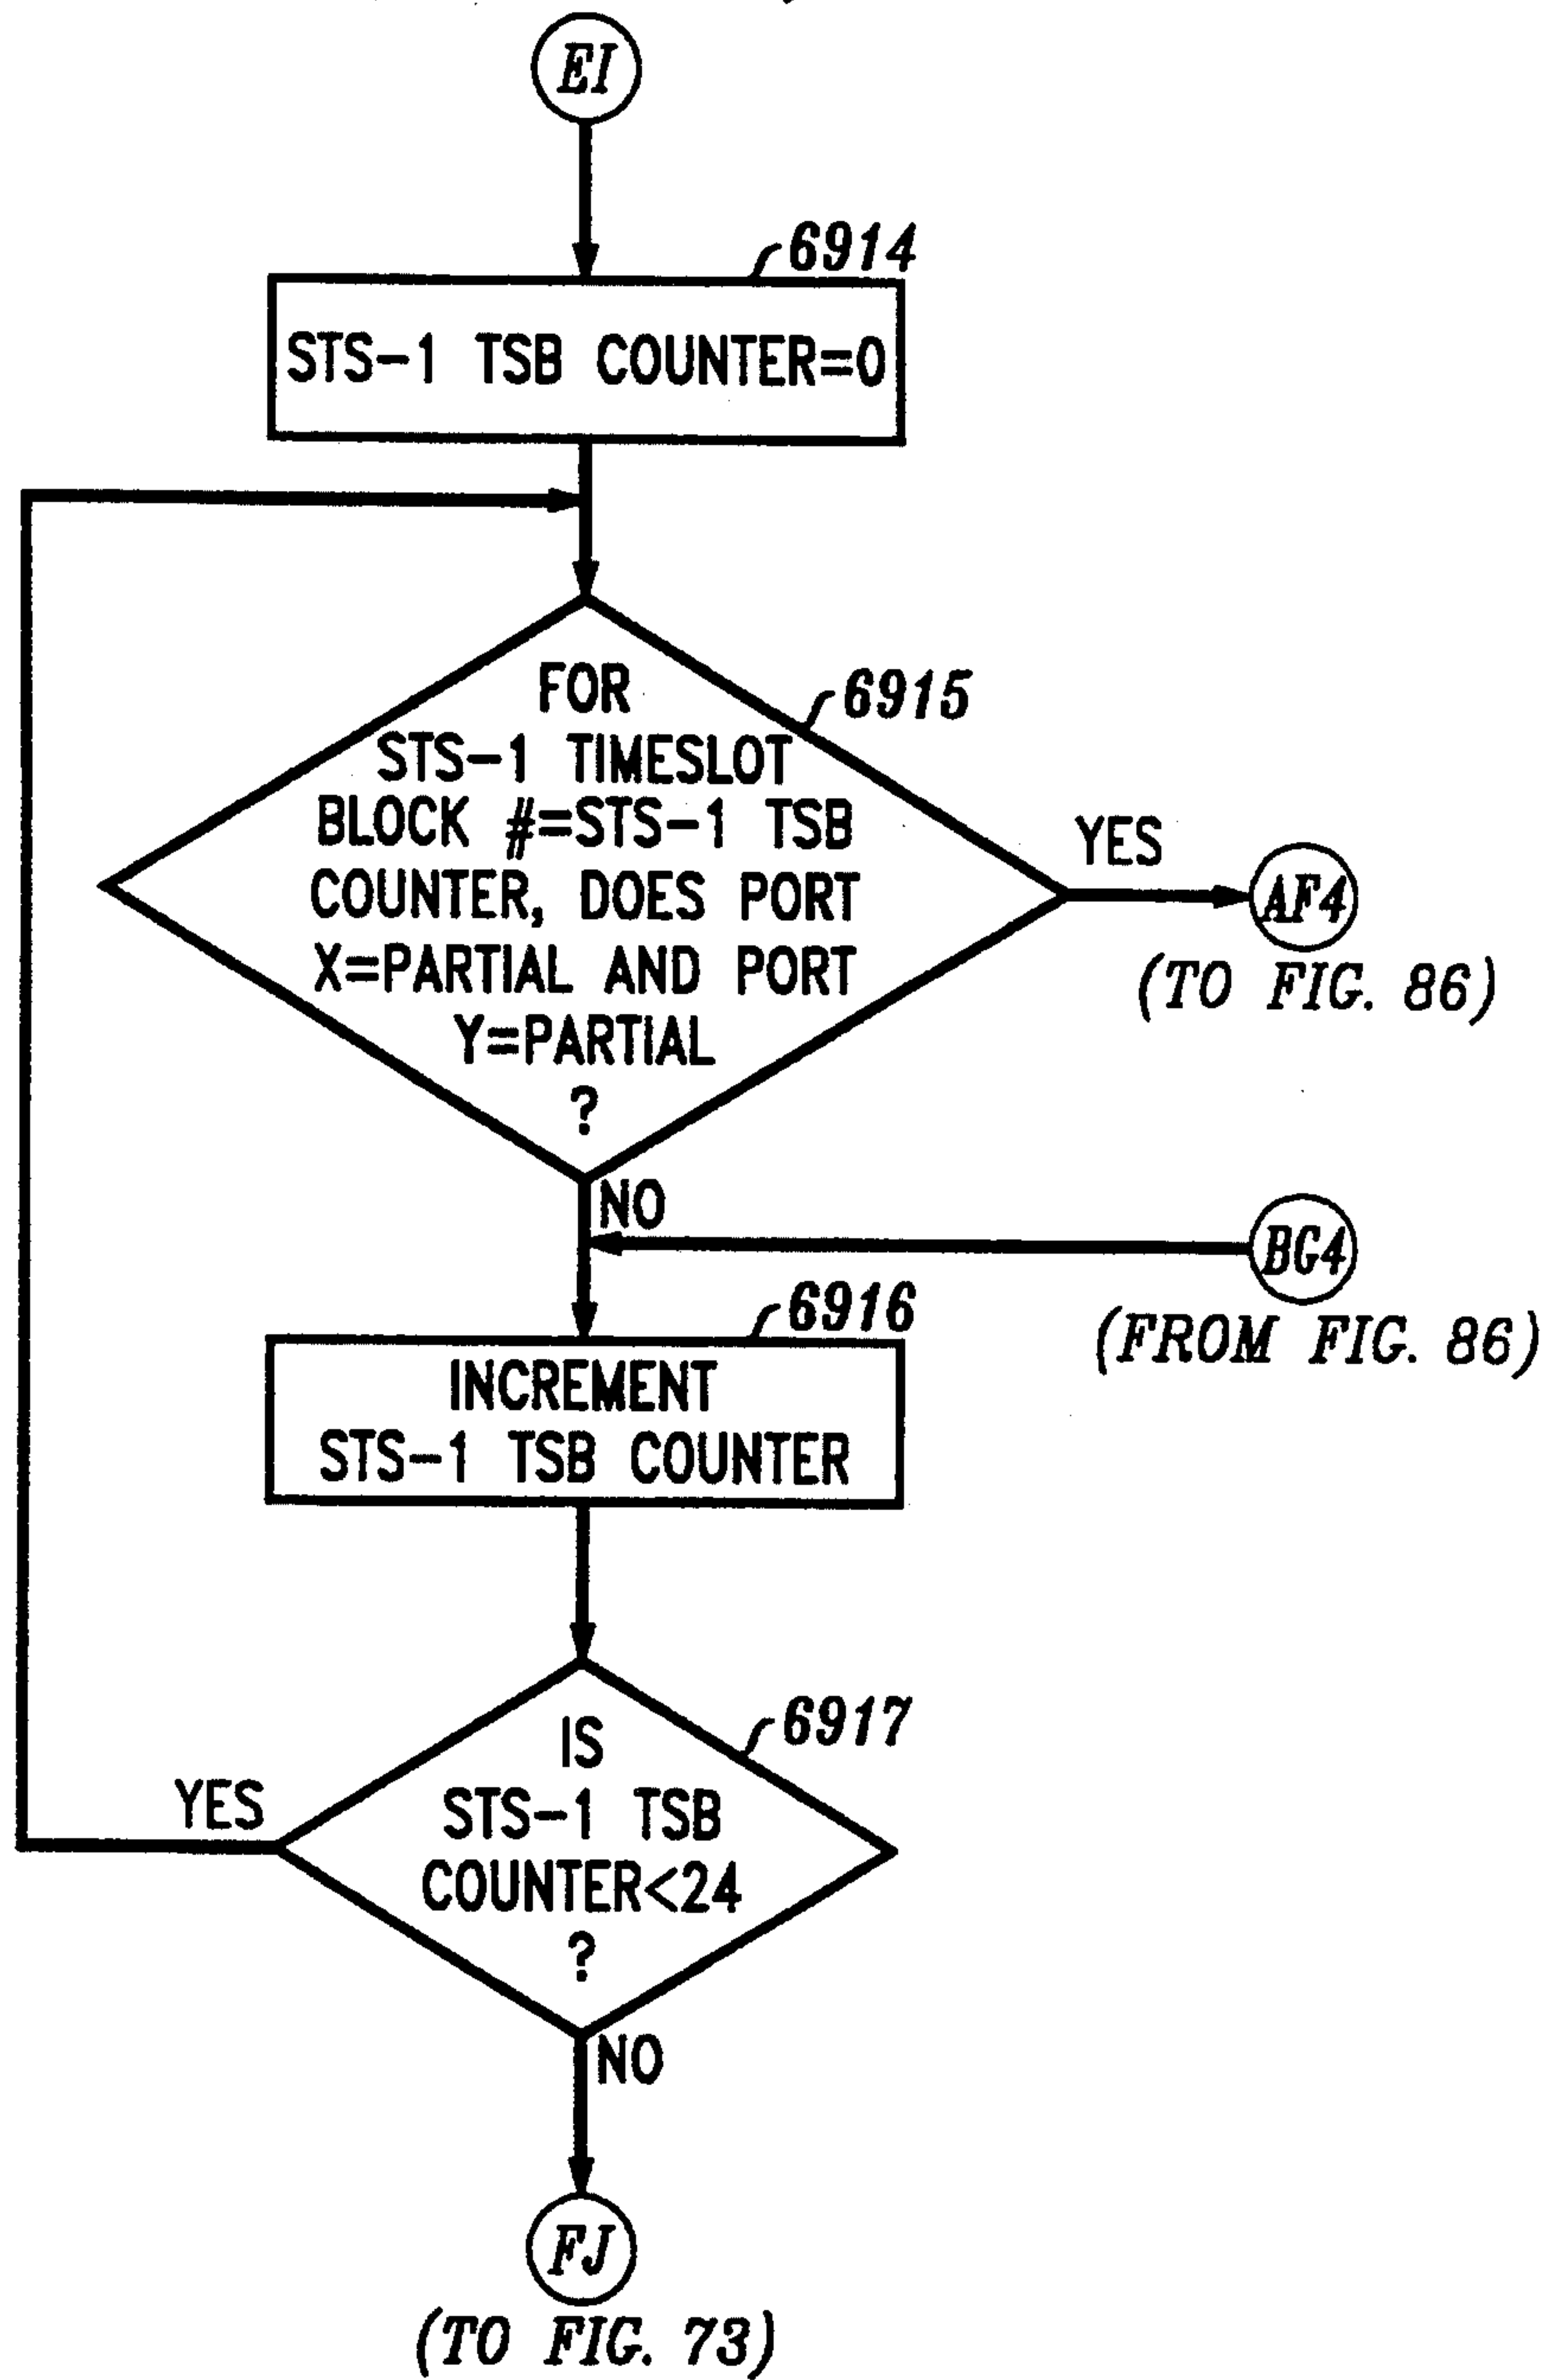 EI
6914
STS-1 TSB COUNTER=0
FOR
6915
STS-1 TIMESLOT
BLOCK #=STS-1 TSB
COUNTER, DOES PORT
X=PARTIAL AND PORT
Y=PARTIAL
?
YES
AF4
(TO FIG. 86)
NO
BG4
(FROM FIG. 86)
6916
INCREMENT
STS-1 TSB COUNTER
6917
IS
STS-1 TSB
COUNTER<24
?
YES
NO
FJ
(TO FIG. 73)